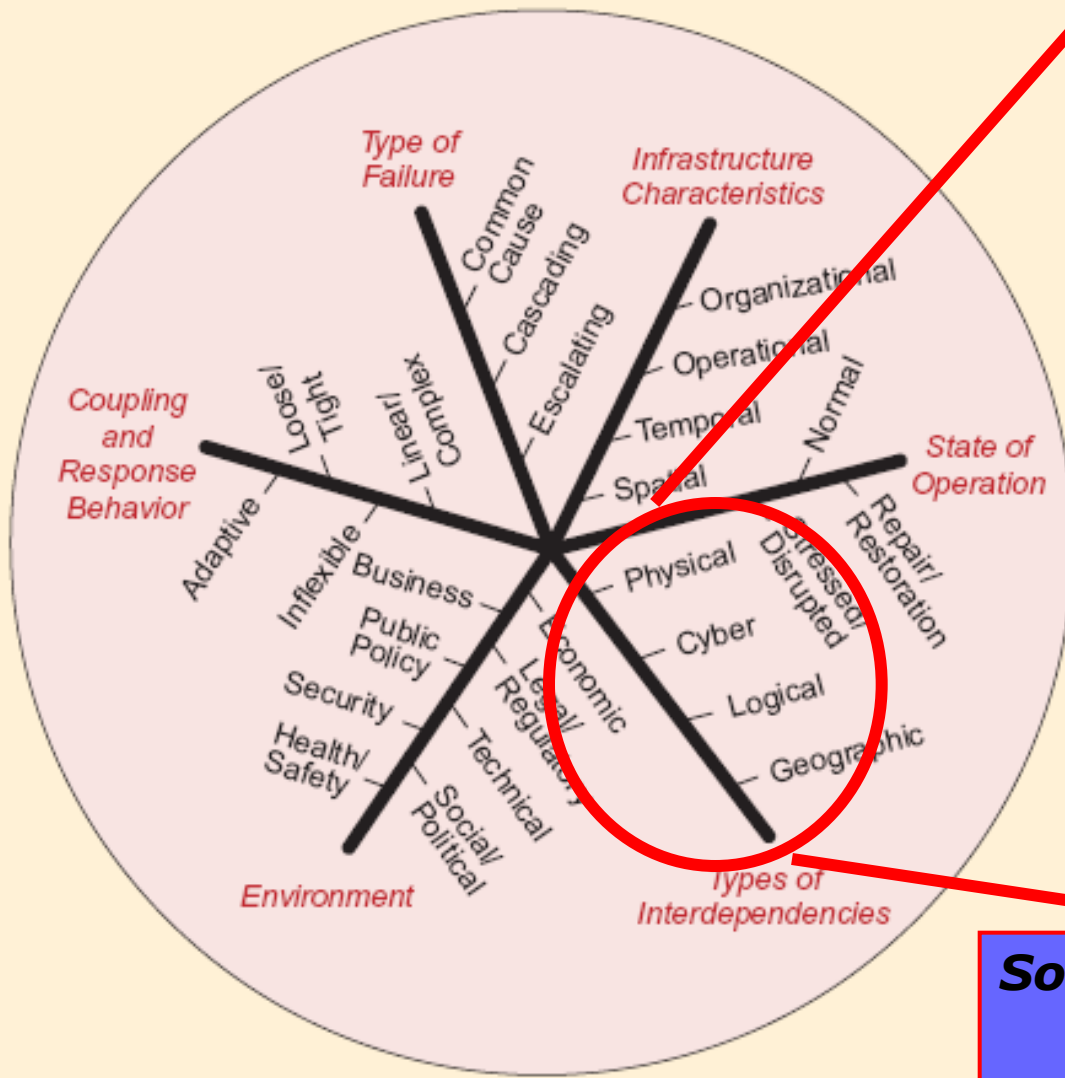 Type of
Failure
Common
Cause
Cascading
Escalating
Infrastructure
Characteristics
Organizational
Operational
Temporal
Spatial
State of
Operation
Normal
Repair/
Restoration
Stressed/
Disrupted
Types of
Interdependencies
Physical
Cyber
Logical
Geographic
Environment
Economic
Legal/
Regulatory
Technical
Social/
Political
Business
Public
Policy
Security
Health/
Safety
Coupling
and
Response
Behavior
Loose/
Tight
Linear/
Complex
Adaptive
Inflexible
So